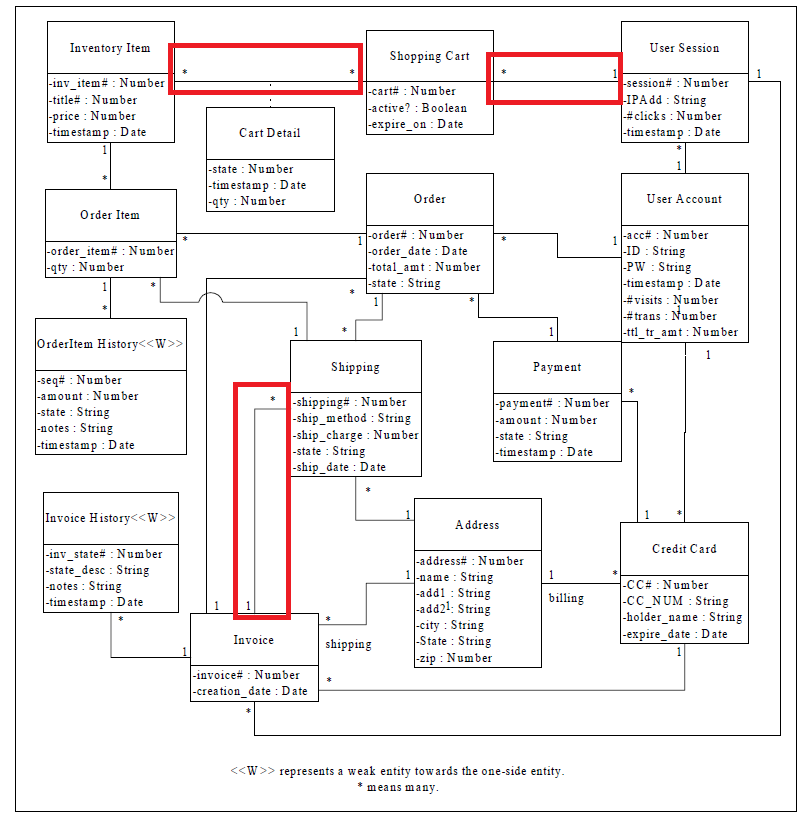 Inventory Item
-inv_item# : Number
-title# : Number
-price : Number
-timestamp : Date
* *
Shopping Cart
-cart# : Number
-active? : Boolean
-expire_on : Date
* 1
User Session
-session# : Number
-IPAdd : String
-#clicks : Number
-timestamp : Date
1
Cart Detail
-state : Number
-timestamp : Date
-qty : Number
1
*
*
1
Order Item
-order_item# : Number
-qty : Number
* 1
Order
-order# : Number
-order_date : Date
-total_amt : Number
-state : String
* 1
User Account
-acc# : Number
-ID : String
-PW : String
-timestamp : Date
-#visits : Number
-#trans : Number
1
-ttl_tr_amt : Number
1
*
*
1
*
1
*
*
1
1
OrderItem History<<W>>
-seq# : Number
-amount : Number
-state : String
-notes : String
-timestamp : Date
Shipping
-shipping# : Number
-ship_method : String
-ship_charge : Number
-state : String
-ship_date : Date
*
Payment
-payment# : Number
-amount : Number
-state : String
-timestamp : Date
*
1
*
*
1
Invoice History<<W>>
-inv_state# : Number
-state_desc : String
-notes : String
-timestamp : Date
Address
-address# : Number
-name : String
-add1 : String
-add2 : String
1
-city : String
-State : String
-zip : Number
1
1 *
billing
Credit Card
-CC# : Number
-CC_NUM : String
-holder_name : String
-expire_date : Date
*
1
1 1
Invoice
-invoice# : Number
-creation_date : Date
*
shipping
*
1
*
<<W>> represents a weak entity towards the one-side entity.
* means many.